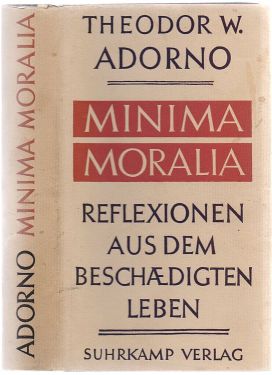 THEODOR W.
ADORNO
MINIMA
MORALIA
REFLEXIONEN
AUS DEM
BESCHÆDIGTEN
LEBEN
SUHRKAMP VERLAG
ADORNO MINIMA MORALIA